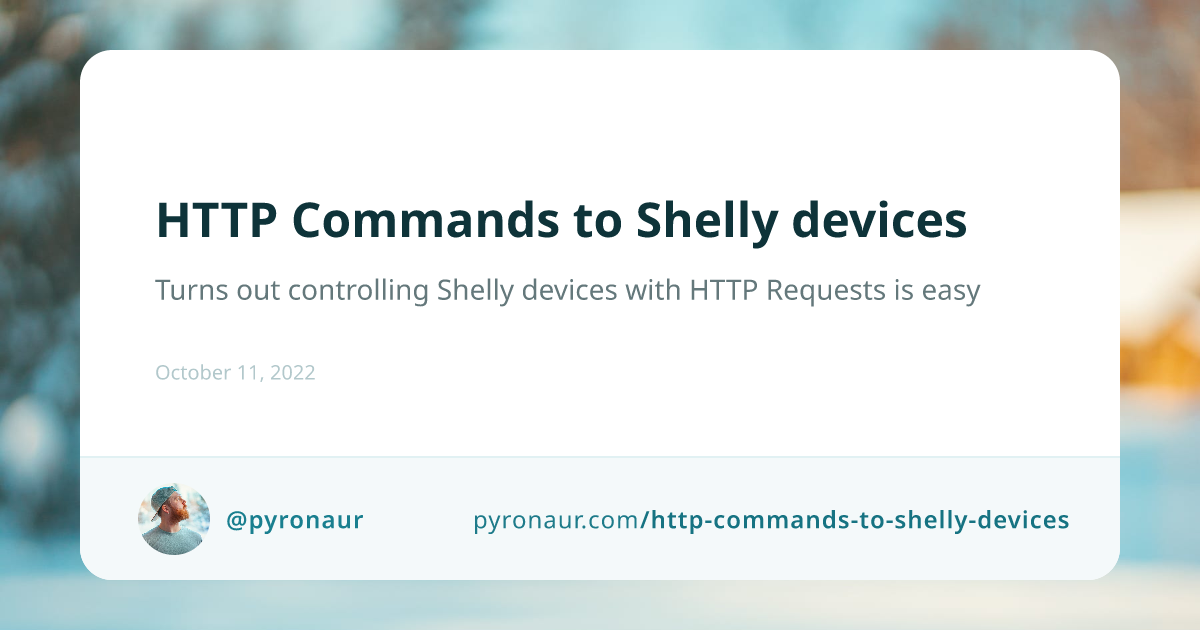 HTTP Commands to Shelly devices
Turns out controlling Shelly devices with HTTP Requests is easy
October 11, 2022
@pyronaur
pyronaur.com/http-commands-to-shelly-devices